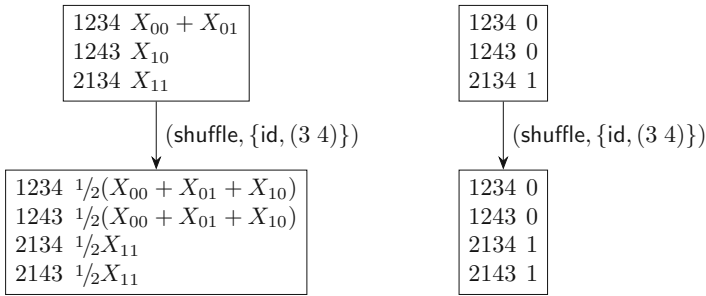 1234 X₀₀ + X₀₁
1243 X₁₀
2134 X₁₁
(shuffle, {id, (3 4)})
1234 ½(X₀₀ + X₀₁ + X₁₀)
1243 ½(X₀₀ + X₀₁ + X₁₀)
2134 ½X₁₁
2143 ½X₁₁
1234 0
1243 0
2134 1
(shuffle, {id, (3 4)})
1234 0
1243 0
2134 1
2143 1